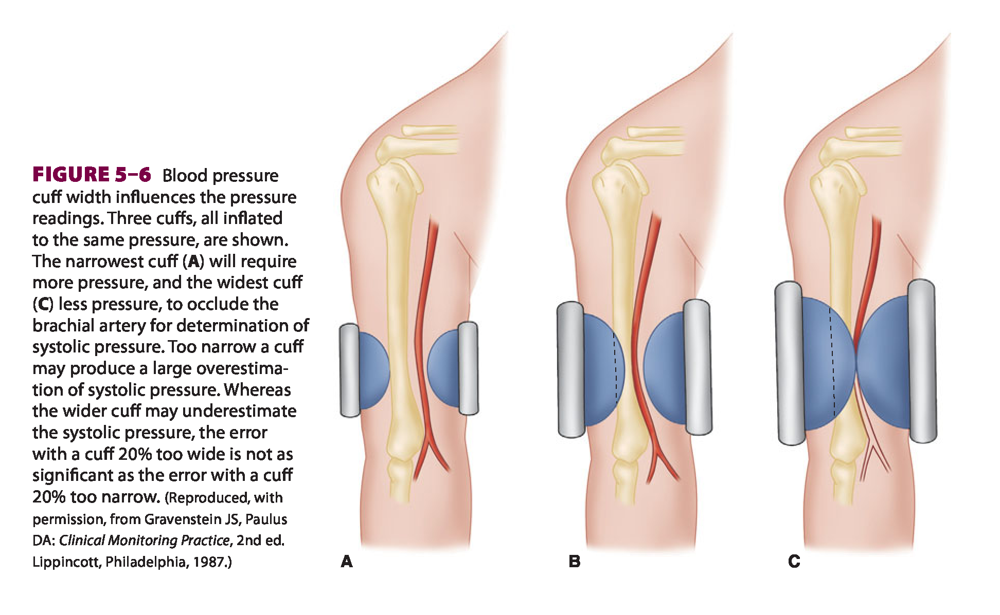 FIGURE 5–6 Blood pressure
cuff width influences the pressure
readings. Three cuffs, all inflated
to the same pressure, are shown.
The narrowest cuff (A) will require
more pressure, and the widest cuff
(C) less pressure, to occlude the
brachial artery for determination of
systolic pressure. Too narrow a cuff
may produce a large overestima-
tion of systolic pressure. Whereas
the wider cuff may underestimate
the systolic pressure, the error
with a cuff 20% too wide is not as
significant as the error with a cuff
20% too narrow. (Reproduced, with
permission, from Gravenstein JS, Paulus
DA: Clinical Monitoring Practice, 2nd ed.
Lippincott, Philadelphia, 1987.)
A
B
C